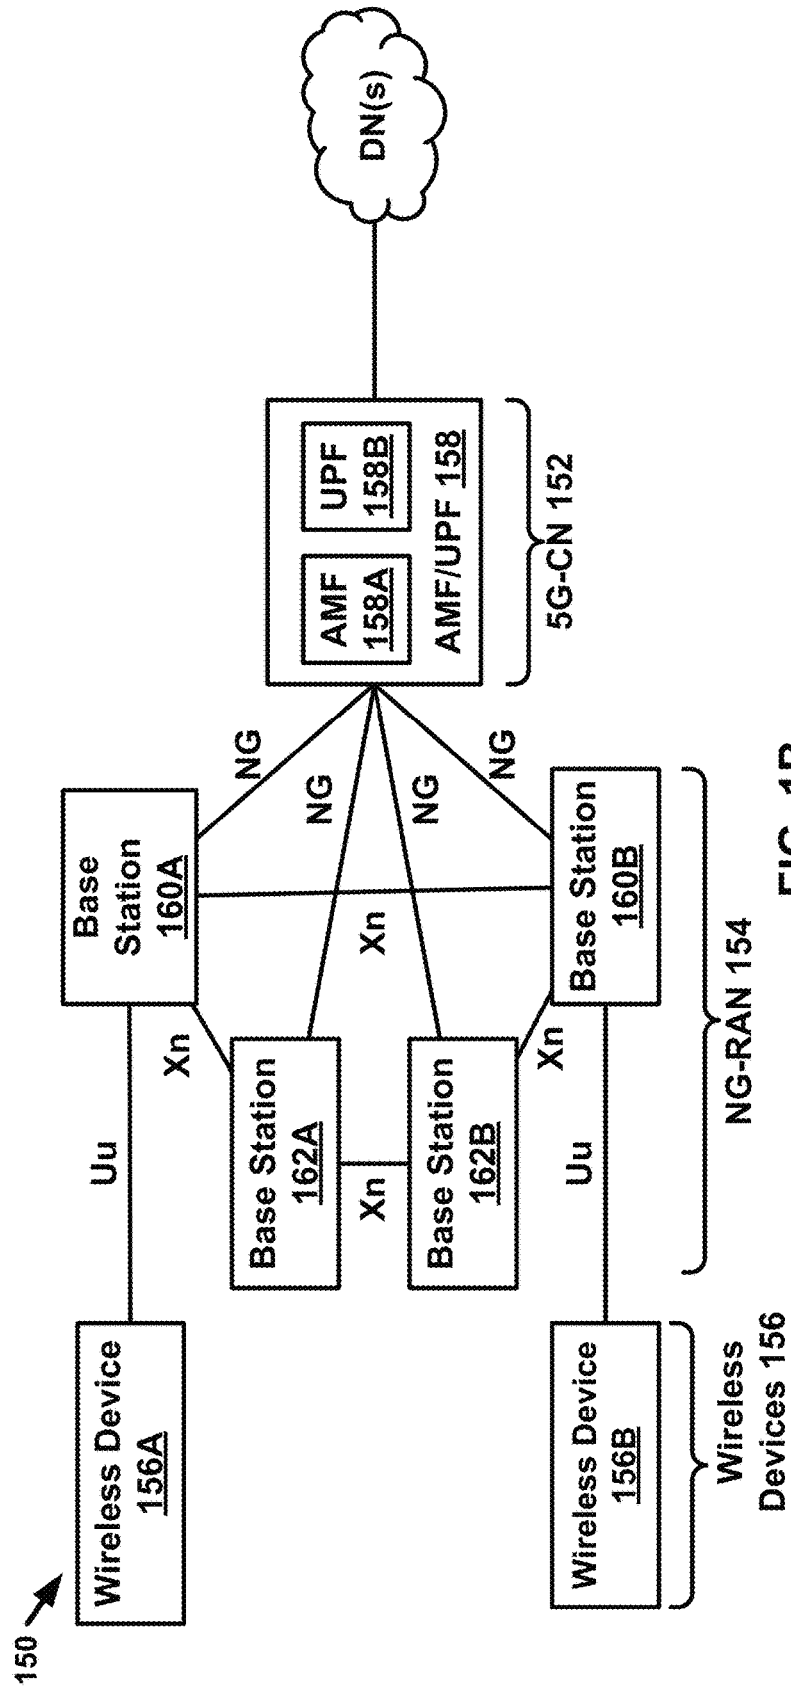 150
Wireless Device
156A
Uu
Base
Station
160A
Xn
NG
Base Station
162A
NG
Xn
Xn
AMF
158A
UPF
158B
AMF/UPF 158
DN(s)
Base Station
162B
NG
Xn
NG
Wireless Device
156B
Uu
Base Station
160B
5G-CN 152
NG-RAN 154
Wireless
Devices 156
FIG. 1B